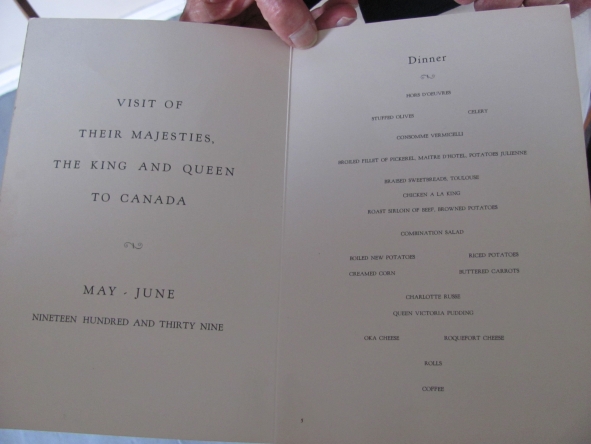 VISIT OF
THEIR MAJESTIES,
THE KING AND QUEEN
TO CANADA
MAY - JUNE
NINETEEN HUNDRED AND THIRTY NINE
Dinner
HORS D'OEUVRES
STUFFED OLIVES CELERY
CONSOMME VERMICELLI
BROILED FILLET OF PICKEREL, MAITRE D'HOTEL, POTATOES JULIENNE
BRAISED SWEETBREADS, TOULOUSE
CHICKEN A LA KING
ROAST SIRLOIN OF BEEF, BROWNED POTATOES
COMBINATION SALAD
BOILED NEW POTATOES RICED POTATOES
CREAMED CORN BUTTERED CARROTS
CHARLOTTE RUSSE
QUEEN VICTORIA PUDDING
OKA CHEESE ROQUEFORT CHEESE
ROLLS
COFFEE